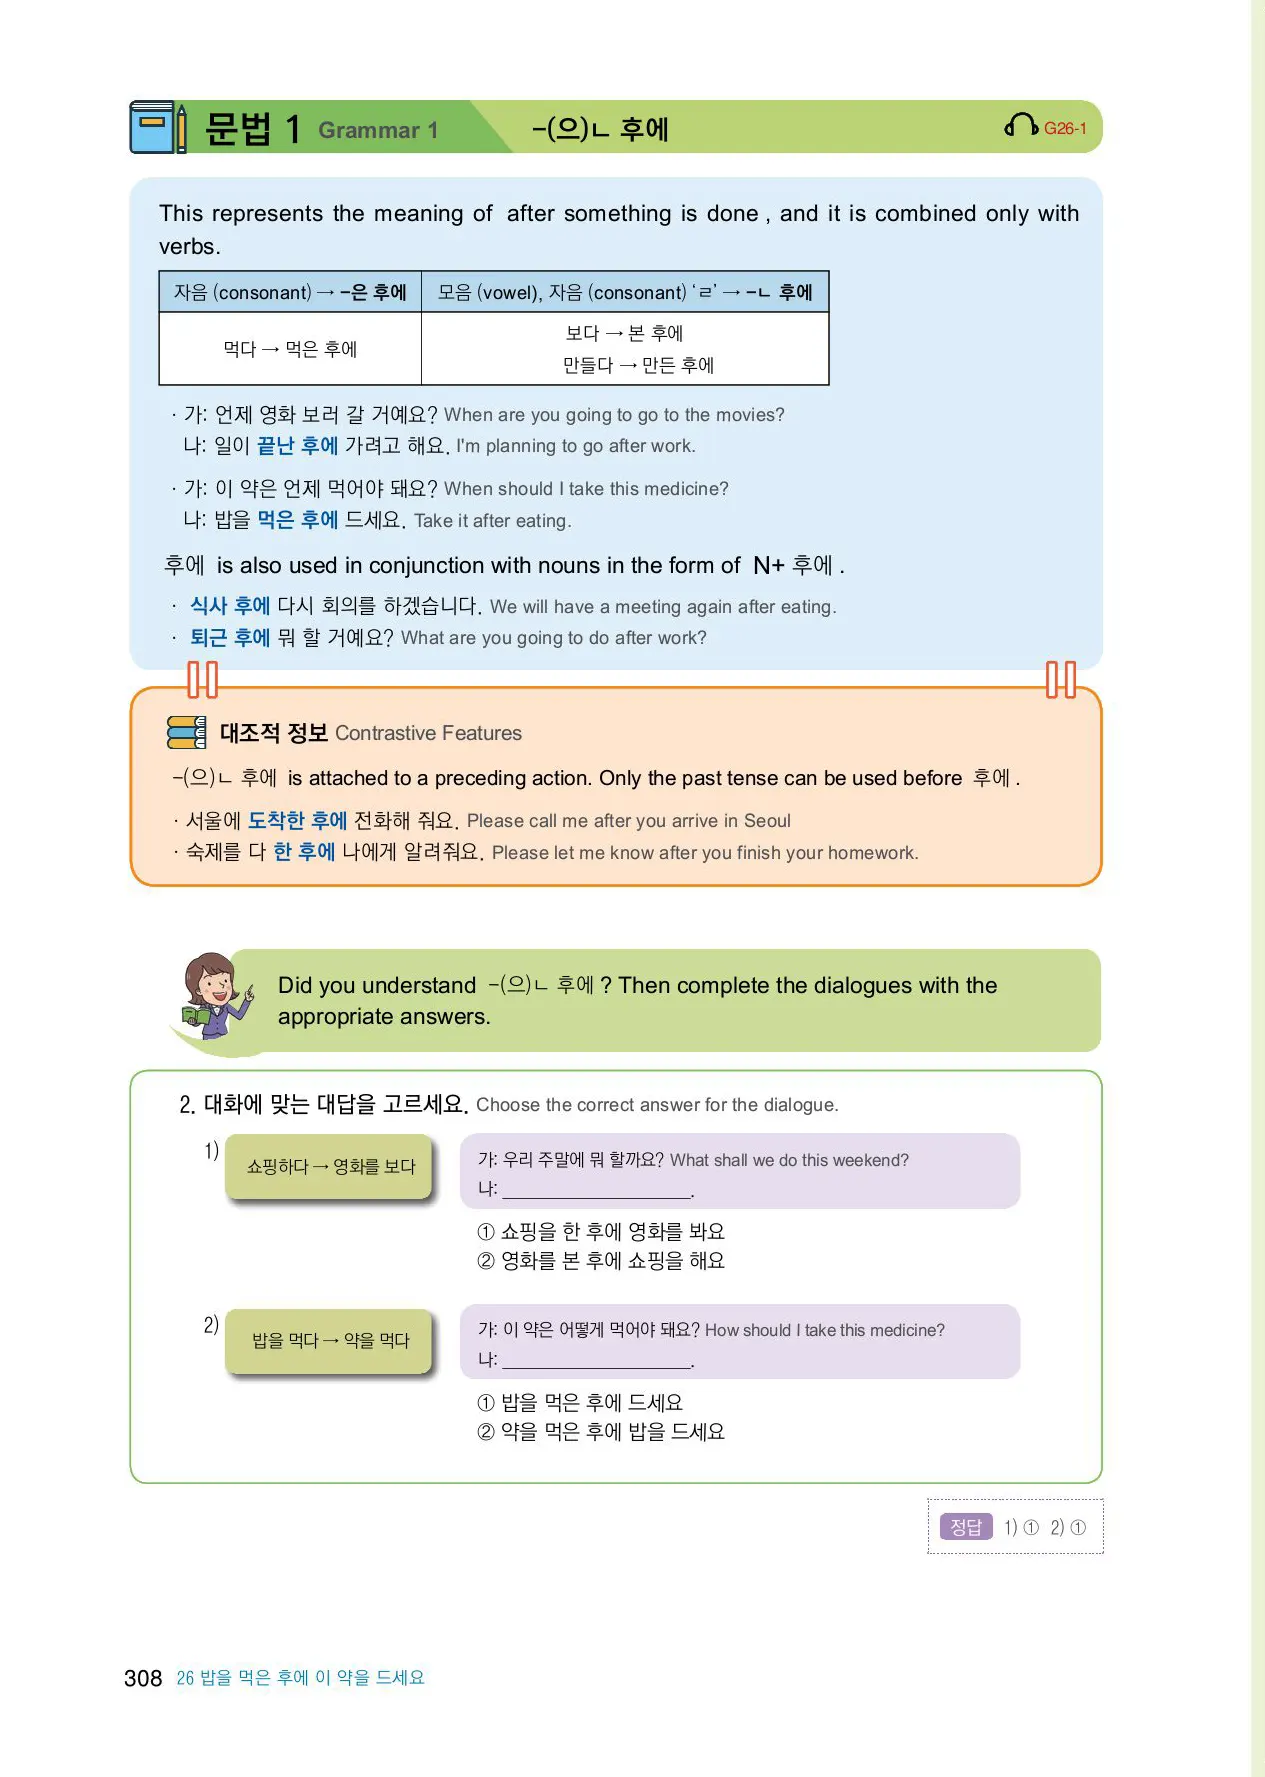 문법 1 Grammar 1 -(으)ㄴ 후에 G26-1
This represents the meaning of after something is done , and it is combined only with
verbs.
자음 (consonant) → -은 후에 모음 (vowel), 자음 (consonant) ‘ㄹ’ → -ㄴ 후에
먹다 → 먹은 후에
보다 → 본 후에
만들다 → 만든 후에
· 가: 언제 영화 보러 갈 거예요? When are you going to go to the movies?
나: 일이 끝난 후에 가려고 해요. I'm planning to go after work.
· 가: 이 약은 언제 먹어야 돼요? When should I take this medicine?
나: 밥을 먹은 후에 드세요. Take it after eating.
후에 is also used in conjunction with nouns in the form of N+ 후에 .
· 식사 후에 다시 회의를 하겠습니다. We will have a meeting again after eating.
· 퇴근 후에 뭐 할 거예요? What are you going to do after work?
대조적 정보 Contrastive Features
-(으)ㄴ 후에 is attached to a preceding action. Only the past tense can be used before 후에 .
· 서울에 도착한 후에 전화해 줘요. Please call me after you arrive in Seoul
· 숙제를 다 한 후에 나에게 알려줘요. Please let me know after you finish your homework.
Did you understand -(으)ㄴ 후에 ? Then complete the dialogues with the
appropriate answers.
2. 대화에 맞는 대답을 고르세요. Choose the correct answer for the dialogue.
1) 쇼핑하다 → 영화를 보다
가: 우리 주말에 뭐 할까요? What shall we do this weekend?
나: ____________________.
① 쇼핑을 한 후에 영화를 봐요
② 영화를 본 후에 쇼핑을 해요
2) 밥을 먹다 → 약을 먹다
가: 이 약은 어떻게 먹어야 돼요? How should I take this medicine?
나: ____________________.
① 밥을 먹은 후에 드세요
② 약을 먹은 후에 밥을 드세요
정답 1) ① 2) ①
308 26 밥을 먹은 후에 이 약을 드세요